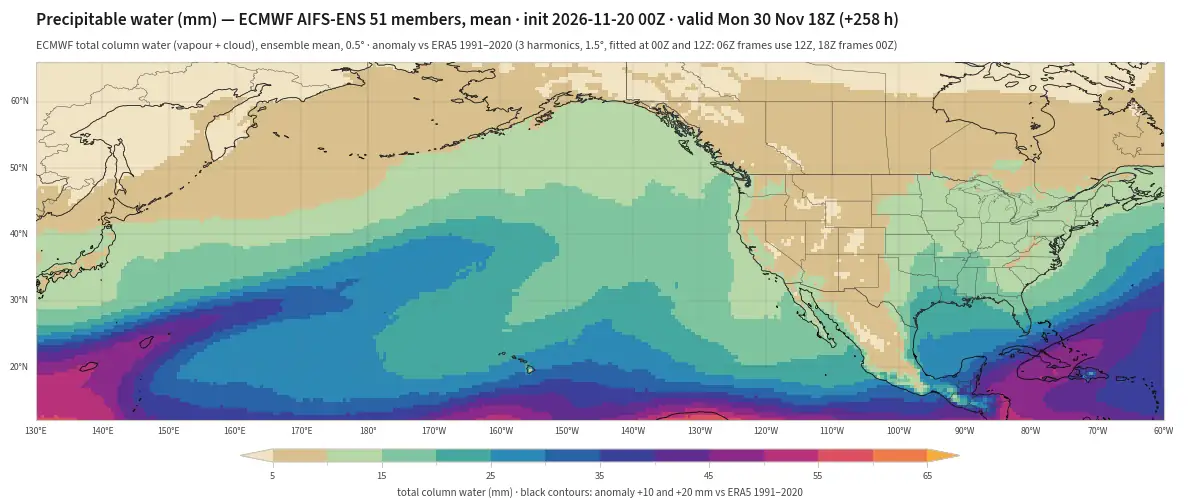 Precipitable water (mm) — ECMWF AIFS-ENS 51 members, mean · init 2026-11-20 00Z · valid Mon 30 Nov 18Z (+258 h)
ECMWF total column water (vapour + cloud), ensemble mean, 0.5° · anomaly vs ERA5 1991–2020 (3 harmonics, 1.5°, fitted at 00Z and 12Z: 06Z frames use 12Z, 18Z frames 00Z)
60°N
50°N
40°N
30°N
20°N
130°E 140°E 150°E 160°E 170°E 180° 170°W 160°W 150°W 140°W 130°W 120°W 110°W 100°W 90°W 80°W 70°W 60°W
5 15 25 35 45 55 65
total column water (mm) · black contours: anomaly +10 and +20 mm vs ERA5 1991–2020